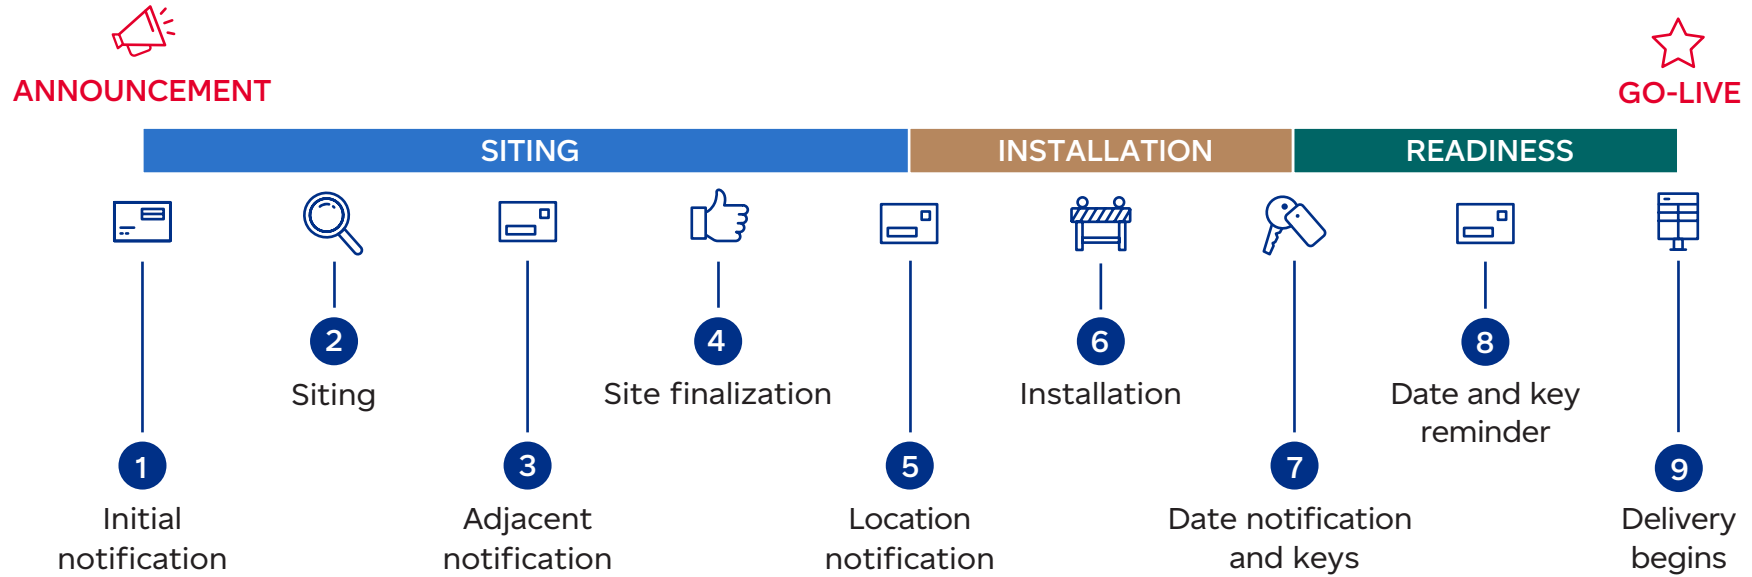 ANNOUNCEMENT
GO-LIVE
SITING
INSTALLATION
READINESS
1
Initial
notification
2
Siting
3
Adjacent
notification
4
Site finalization
5
Location
notification
6
Installation
7
Date notification
and keys
8
Date and key
reminder
9
Delivery
begins